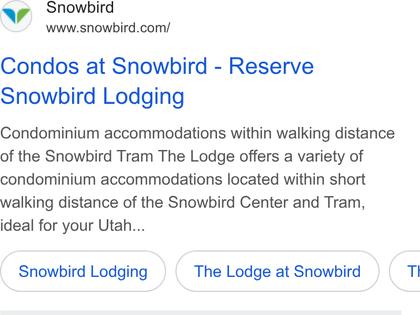 Snowbird
www.snowbird.com/
Condos at Snowbird - Reserve
Snowbird Lodging
Condominium accommodations within walking distance
of the Snowbird Tram The Lodge offers a variety of
condominium accommodations located within short
walking distance of the Snowbird Center and Tram,
ideal for your Utah...
Snowbird Lodging
The Lodge at Snowbird